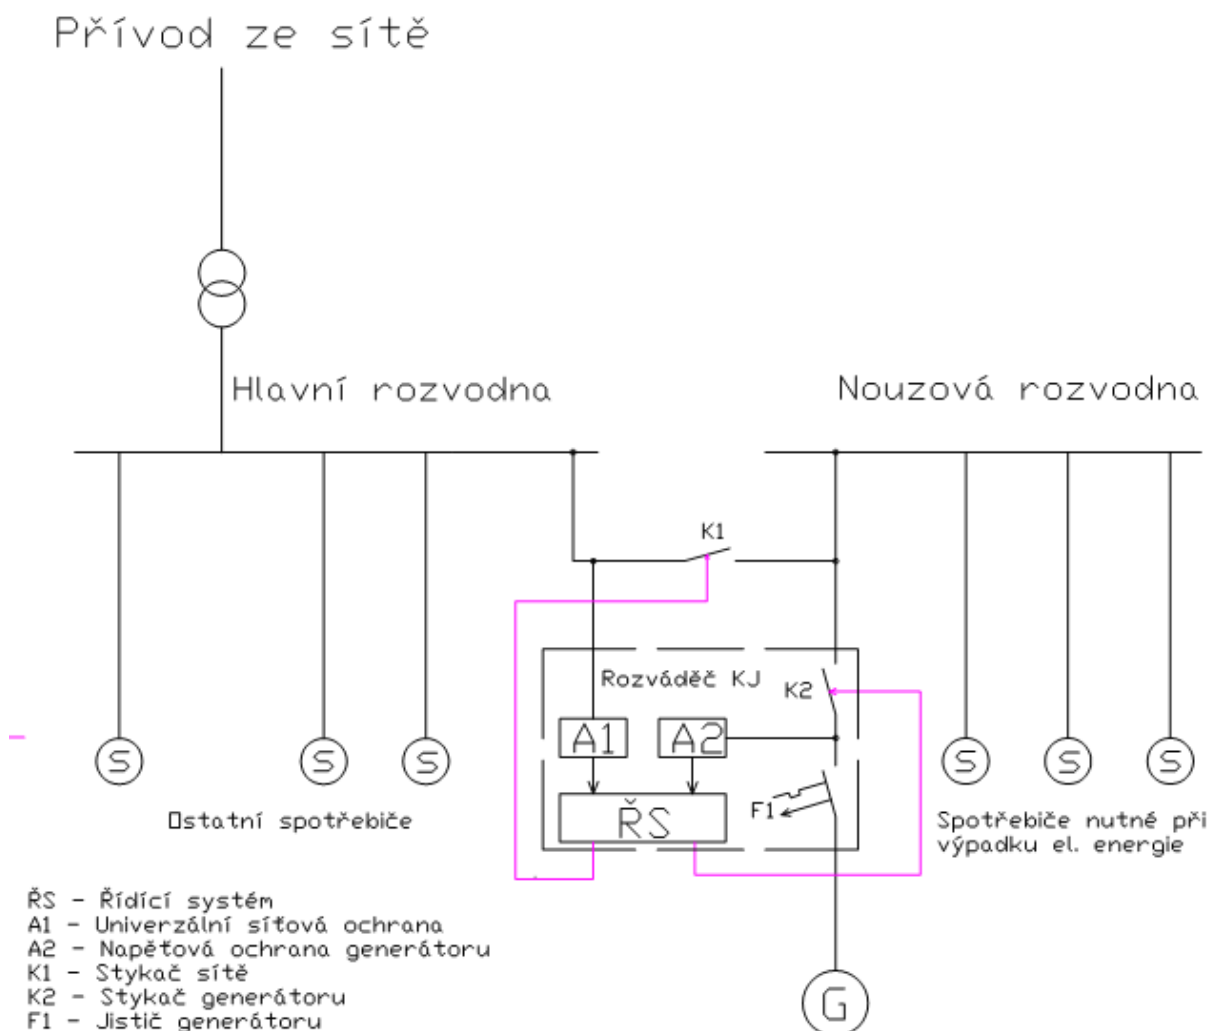 Přívod ze sítě
Hlavní rozvodna
Nouzová rozvodna
K1
Rozváděč KJ
K2
A1
A2
S
S
S
S
S
S
F1
ŘS
Ostatní spotřebiče
Spotřebiče nutné při
výpadku el. energie
ŘS - Řídící systém
A1 - Univerzální síťová ochrana
A2 - Napěťová ochrana generátoru
K1 - Stykač sítě
K2 - Stykač generátoru
F1 - Jistič generátoru
G